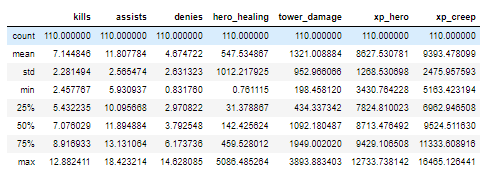 kills assists denies hero_healing tower_damage xp_hero xp_creep
count 110.000000 110.000000 110.000000 110.000000 110.000000 110.000000 110.000000
mean 7.144846 11.807784 4.674722 547.534867 1321.008884 8627.530781 9393.478099
std 2.281494 2.565474 2.631323 1012.217925 952.966066 1268.530698 2475.957593
min 2.457767 5.930937 0.831760 0.761115 198.458120 3430.764228 5163.423194
25% 5.432235 10.095668 2.970822 31.378867 434.337342 7824.810023 6962.946508
50% 7.076029 11.894884 3.792548 142.425624 1092.180487 8713.476492 9524.511630
75% 8.916933 13.131064 6.173736 459.528012 1949.002020 9429.106508 11333.608916
max 12.882411 18.423214 14.628085 5086.485264 3893.883403 12733.738142 16465.126441